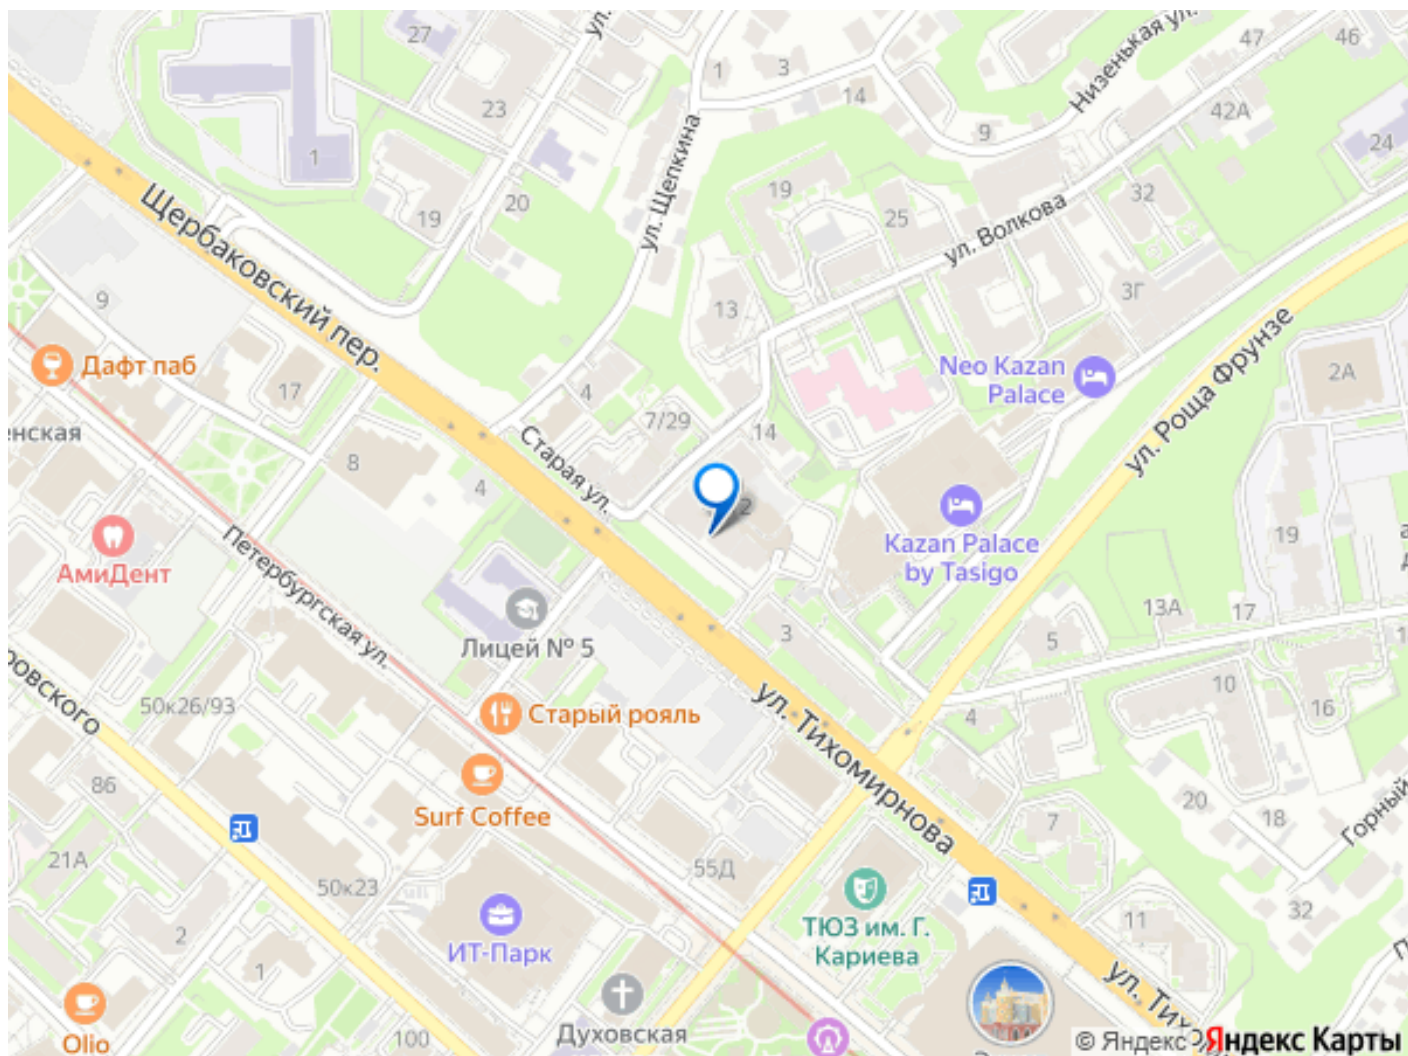 27
ул.
1
3
14
Низенькая ул.
47
46
42А
9
24
23
1
ул. Щепкина
19
20
19
25
ул. Волкова
32
Щербаковский пер.
9
13
3Г
Дафт паб
17
4
7/29
14
Neo Kazan
Palace
ул. Роща Фрунзе
2А
енская
8
4
Старая ул.
2
Kazan Palace
by Tasigo
19
АмиДент
Петербургская ул.
Лицей № 5
3
13А
17
5
1
10
16
4
ровского
50к26/93
Старый рояль
ул. Тихомирнова
86
Surf Coffee
20
18
7
Горный
21А
50к23
55Д
ТЮЗ им. Г.
Кариева
11
32
2
ИТ-Парк
1
ул. Тихо
100
Olio
Духовская
© Яндекс
Яндекс Карты